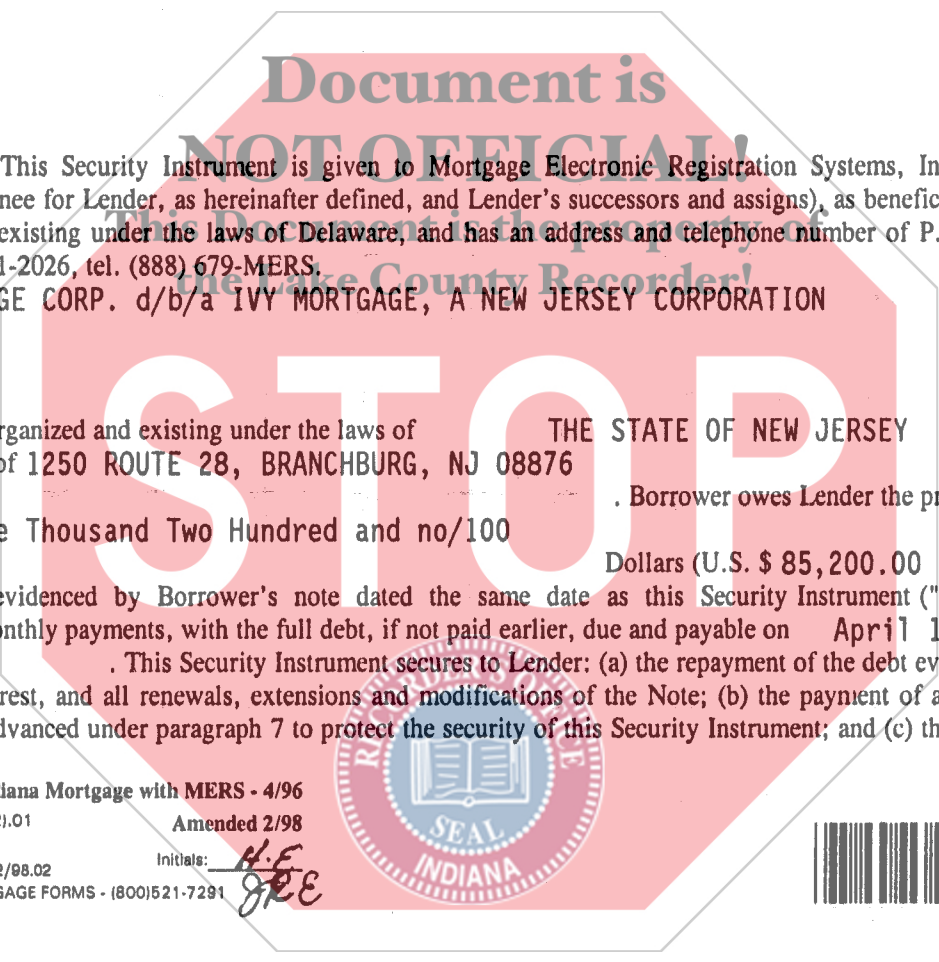 Document is
NOT OFFICIAL!
This Security Instrument is given to Mortgage Electronic Registration Systems, In
nee for Lender, as hereinafter defined, and Lender's successors and assigns), as benefic
This Document is the property of
existing under the laws of Delaware, and has an address and telephone number of P.
1-2026, tel. (888) 679-MERS.
the Lake County Recorder!
GE CORP. d/b/a IVY MORTGAGE, A NEW JERSEY CORPORATION
STOP
rganized and existing under the laws of THE STATE OF NEW JERSEY
of 1250 ROUTE 28, BRANCHBURG, NJ 08876
. Borrower owes Lender the pr
e Thousand Two Hundred and no/100
Dollars (U.S. $ 85,200.00
evidenced by Borrower's note dated the same date as this Security Instrument ("
onthly payments, with the full debt, if not paid earlier, due and payable on April 1
. This Security Instrument secures to Lender: (a) the repayment of the debt ev
rest, and all renewals, extensions and modifications of the Note; (b) the payment of a
dvanced under paragraph 7 to protect the security of this Security Instrument; and (c) th
RECORDER'S OFFICE
SEAL
INDIANA
diana Mortgage with MERS - 4/96
).01 Amended 2/98
2/98.02 Initials: H.E
GAGE FORMS - (800)521-7291 JRE